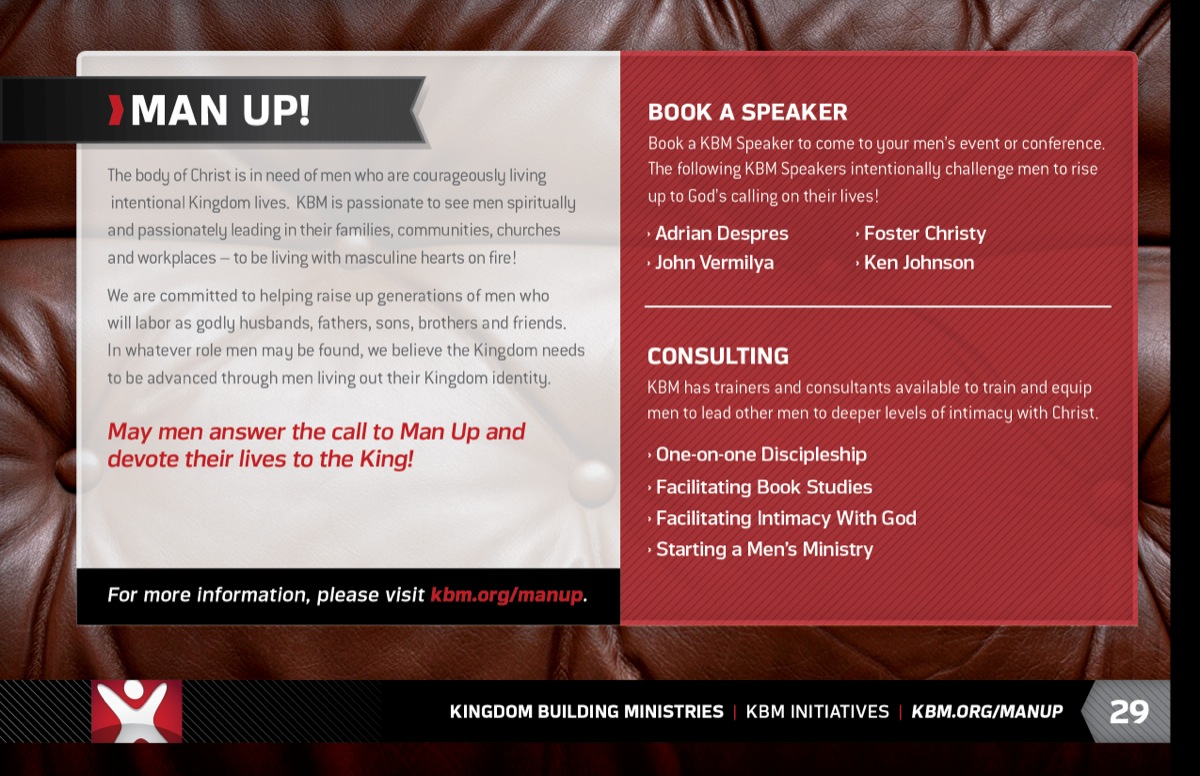 MAN UP!
The body of Christ is in need of men who are courageously living
intentional Kingdom lives. KBM is passionate to see men spiritually
and passionately leading in their families, communities, churches
and workplaces – to be living with masculine hearts on fire!
We are committed to helping raise up generations of men who
will labor as godly husbands, fathers, sons, brothers and friends.
In whatever role men may be found, we believe the Kingdom needs
to be advanced through men living out their Kingdom identity.
May men answer the call to Man Up and
devote their lives to the King!
For more information, please visit kbm.org/manup.
BOOK A SPEAKER
Book a KBM Speaker to come to your men's event or conference.
The following KBM Speakers intentionally challenge men to rise
up to God's calling on their lives!
› Adrian Despres › Foster Christy
› John Vermilya › Ken Johnson
CONSULTING
KBM has trainers and consultants available to train and equip
men to lead other men to deeper levels of intimacy with Christ.
› One-on-one Discipleship
› Facilitating Book Studies
› Facilitating Intimacy With God
› Starting a Men's Ministry
KINGDOM BUILDING MINISTRIES | KBM INITIATIVES | KBM.ORG/MANUP 29